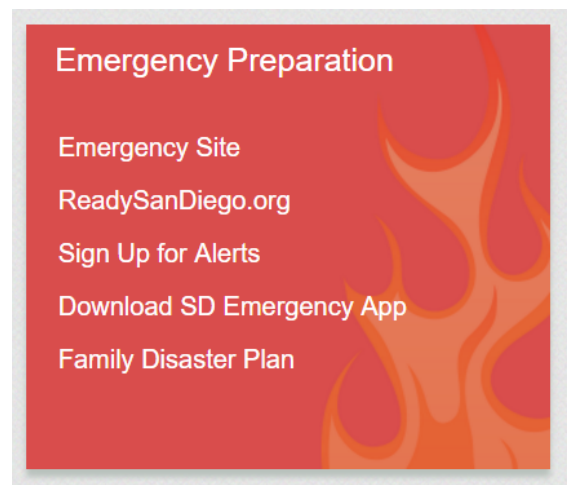 Emergency Preparation
Emergency Site
ReadySanDiego.org
Sign Up for Alerts
Download SD Emergency App
Family Disaster Plan